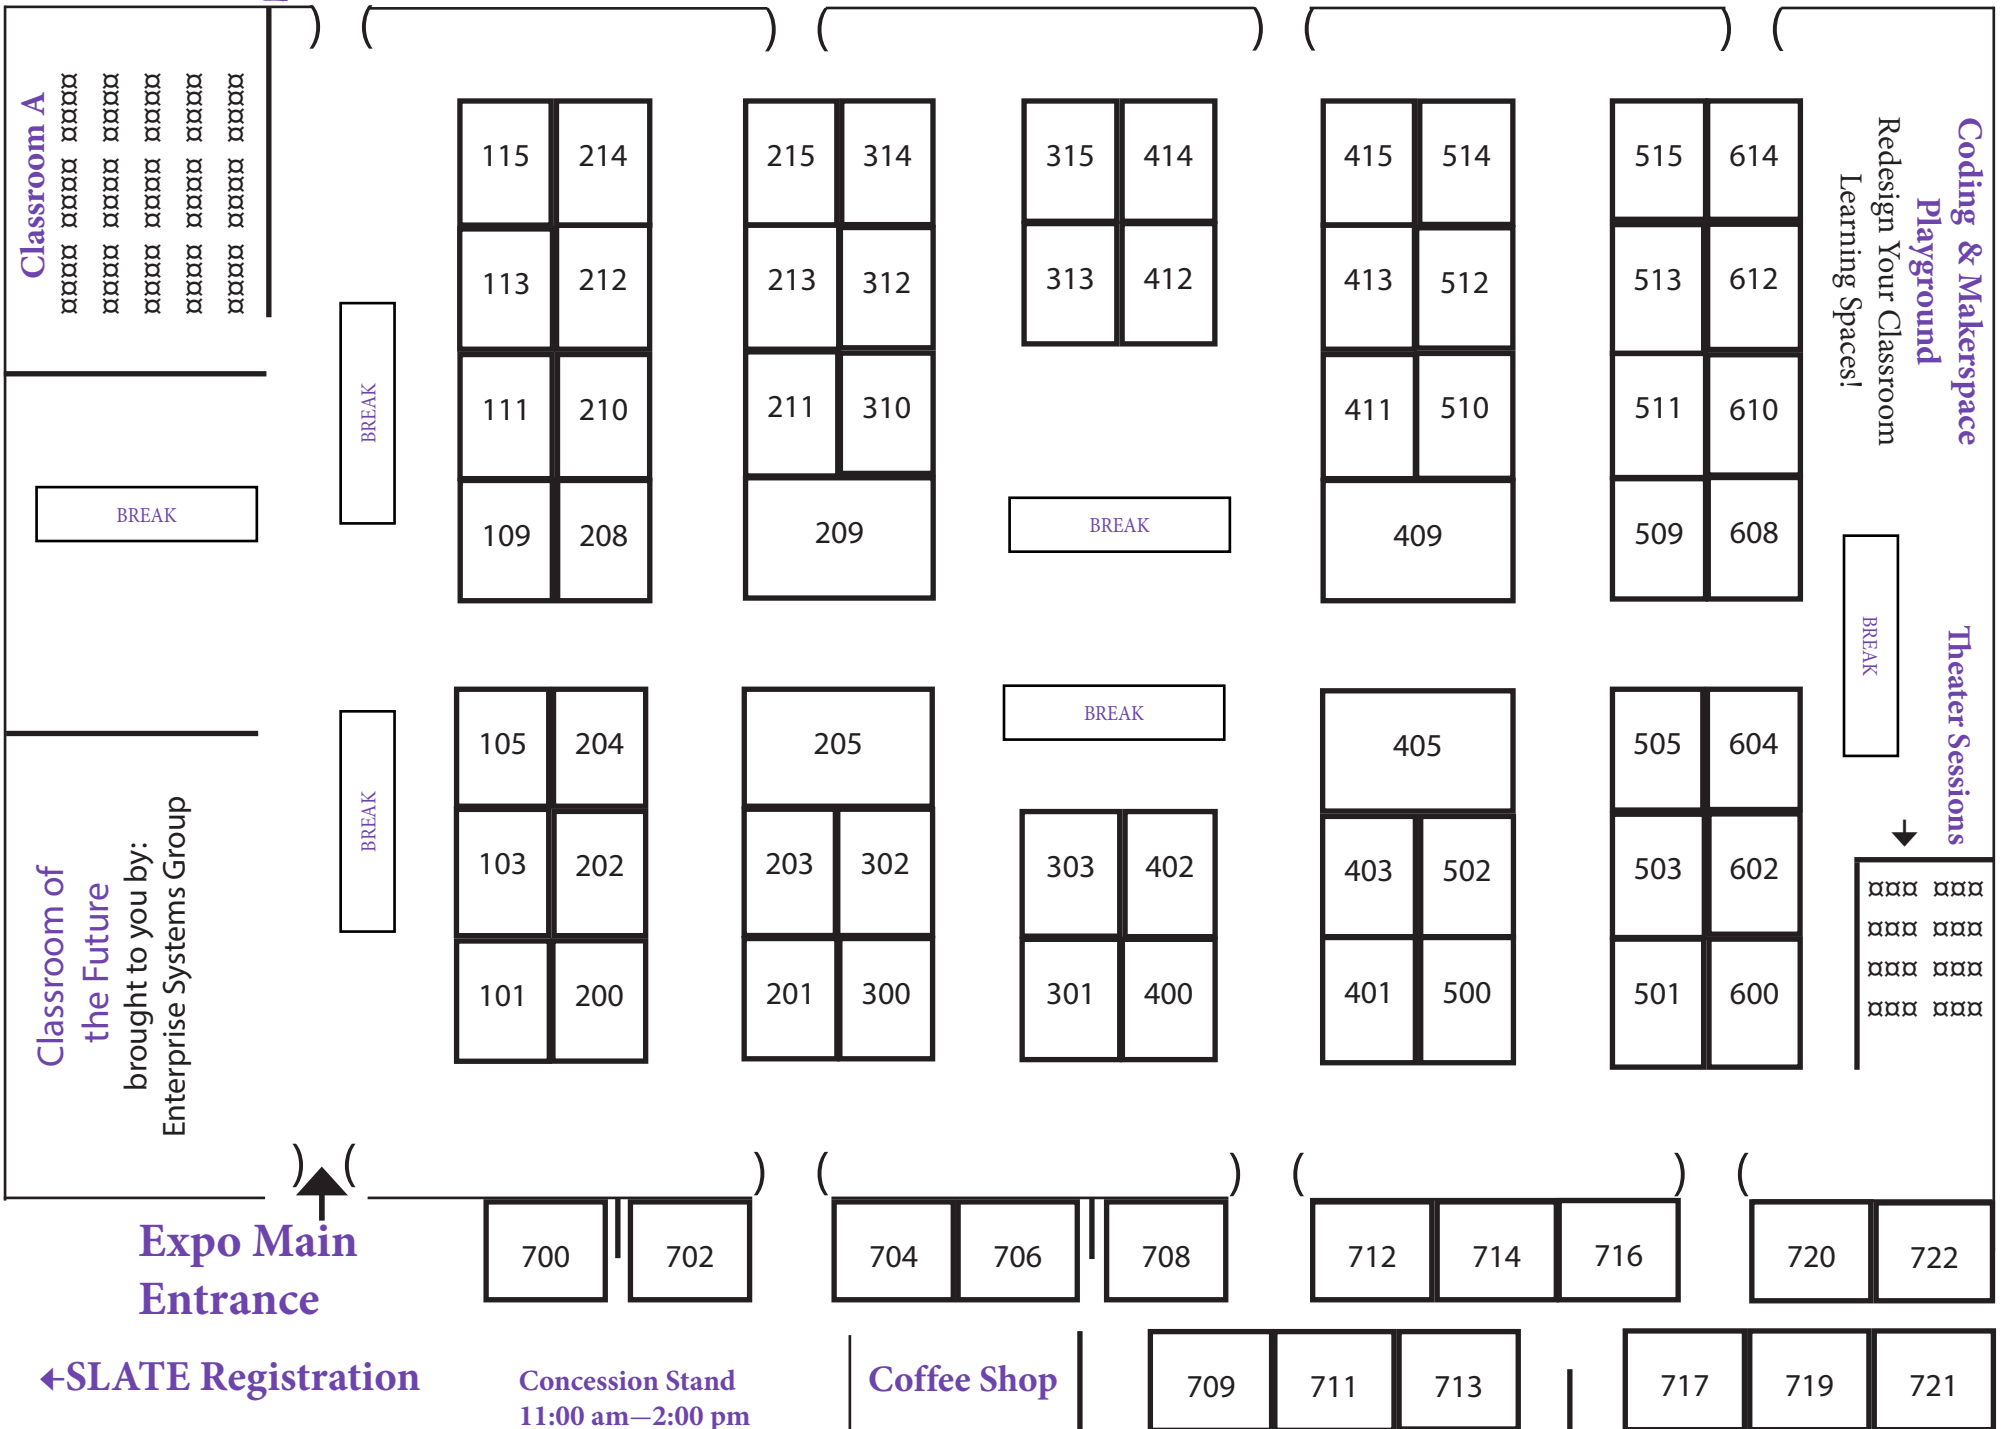 Classroom A
¤¤¤¤ ¤¤¤¤ ¤¤¤¤
¤¤¤¤ ¤¤¤¤ ¤¤¤¤
¤¤¤¤ ¤¤¤¤ ¤¤¤¤
¤¤¤¤ ¤¤¤¤ ¤¤¤¤
¤¤¤¤ ¤¤¤¤ ¤¤¤¤
115 214 215 314 315 414 415 514 515 614
113 212 213 312 313 412 413 512 513 612
111 210 211 310 411 510 511 610
109 208 209 409 509 608
Coding & Makerspace
Playground
Redesign Your Classroom
Learning Spaces!
BREAK
BREAK
BREAK
BREAK
BREAK
BREAK
Theater Sessions
¤¤¤ ¤¤¤
¤¤¤ ¤¤¤
¤¤¤ ¤¤¤
¤¤¤ ¤¤¤
105 204 205 405 505 604
103 202 203 302 303 402 403 502 503 602
101 200 201 300 301 400 401 500 501 600
Classroom of
the Future
brought to you by:
Enterprise Systems Group
Expo Main
Entrance
700 702 704 706 708 712 714 716 720 722
←SLATE Registration
Concession Stand
11:00 am—2:00 pm
Coffee Shop
709 711 713 717 719 721